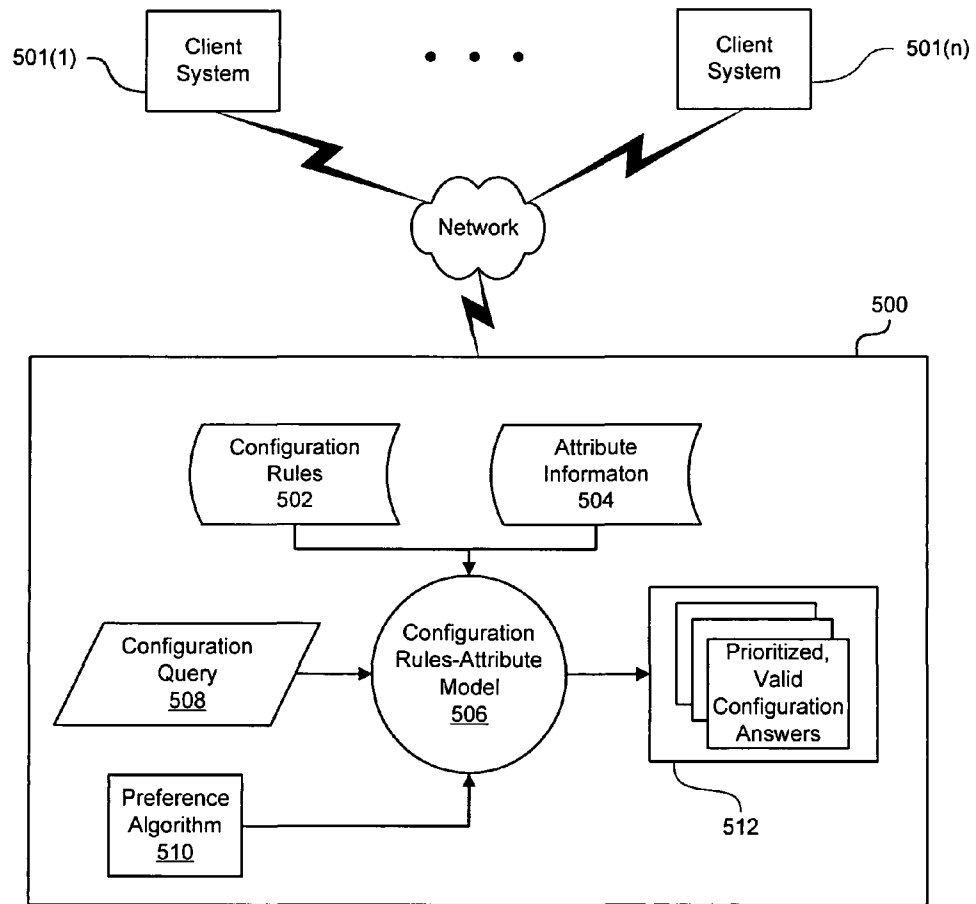 Client
System
501(1)
• • •
Client
System
501(n)
Network
500
Configuration
Rules
502
Attribute
Informaton
504
Configuration
Query
508
Configuration
Rules-Attribute
Model
506
Prioritized,
Valid
Configuration
Answers
Preference
Algorithm
510
512